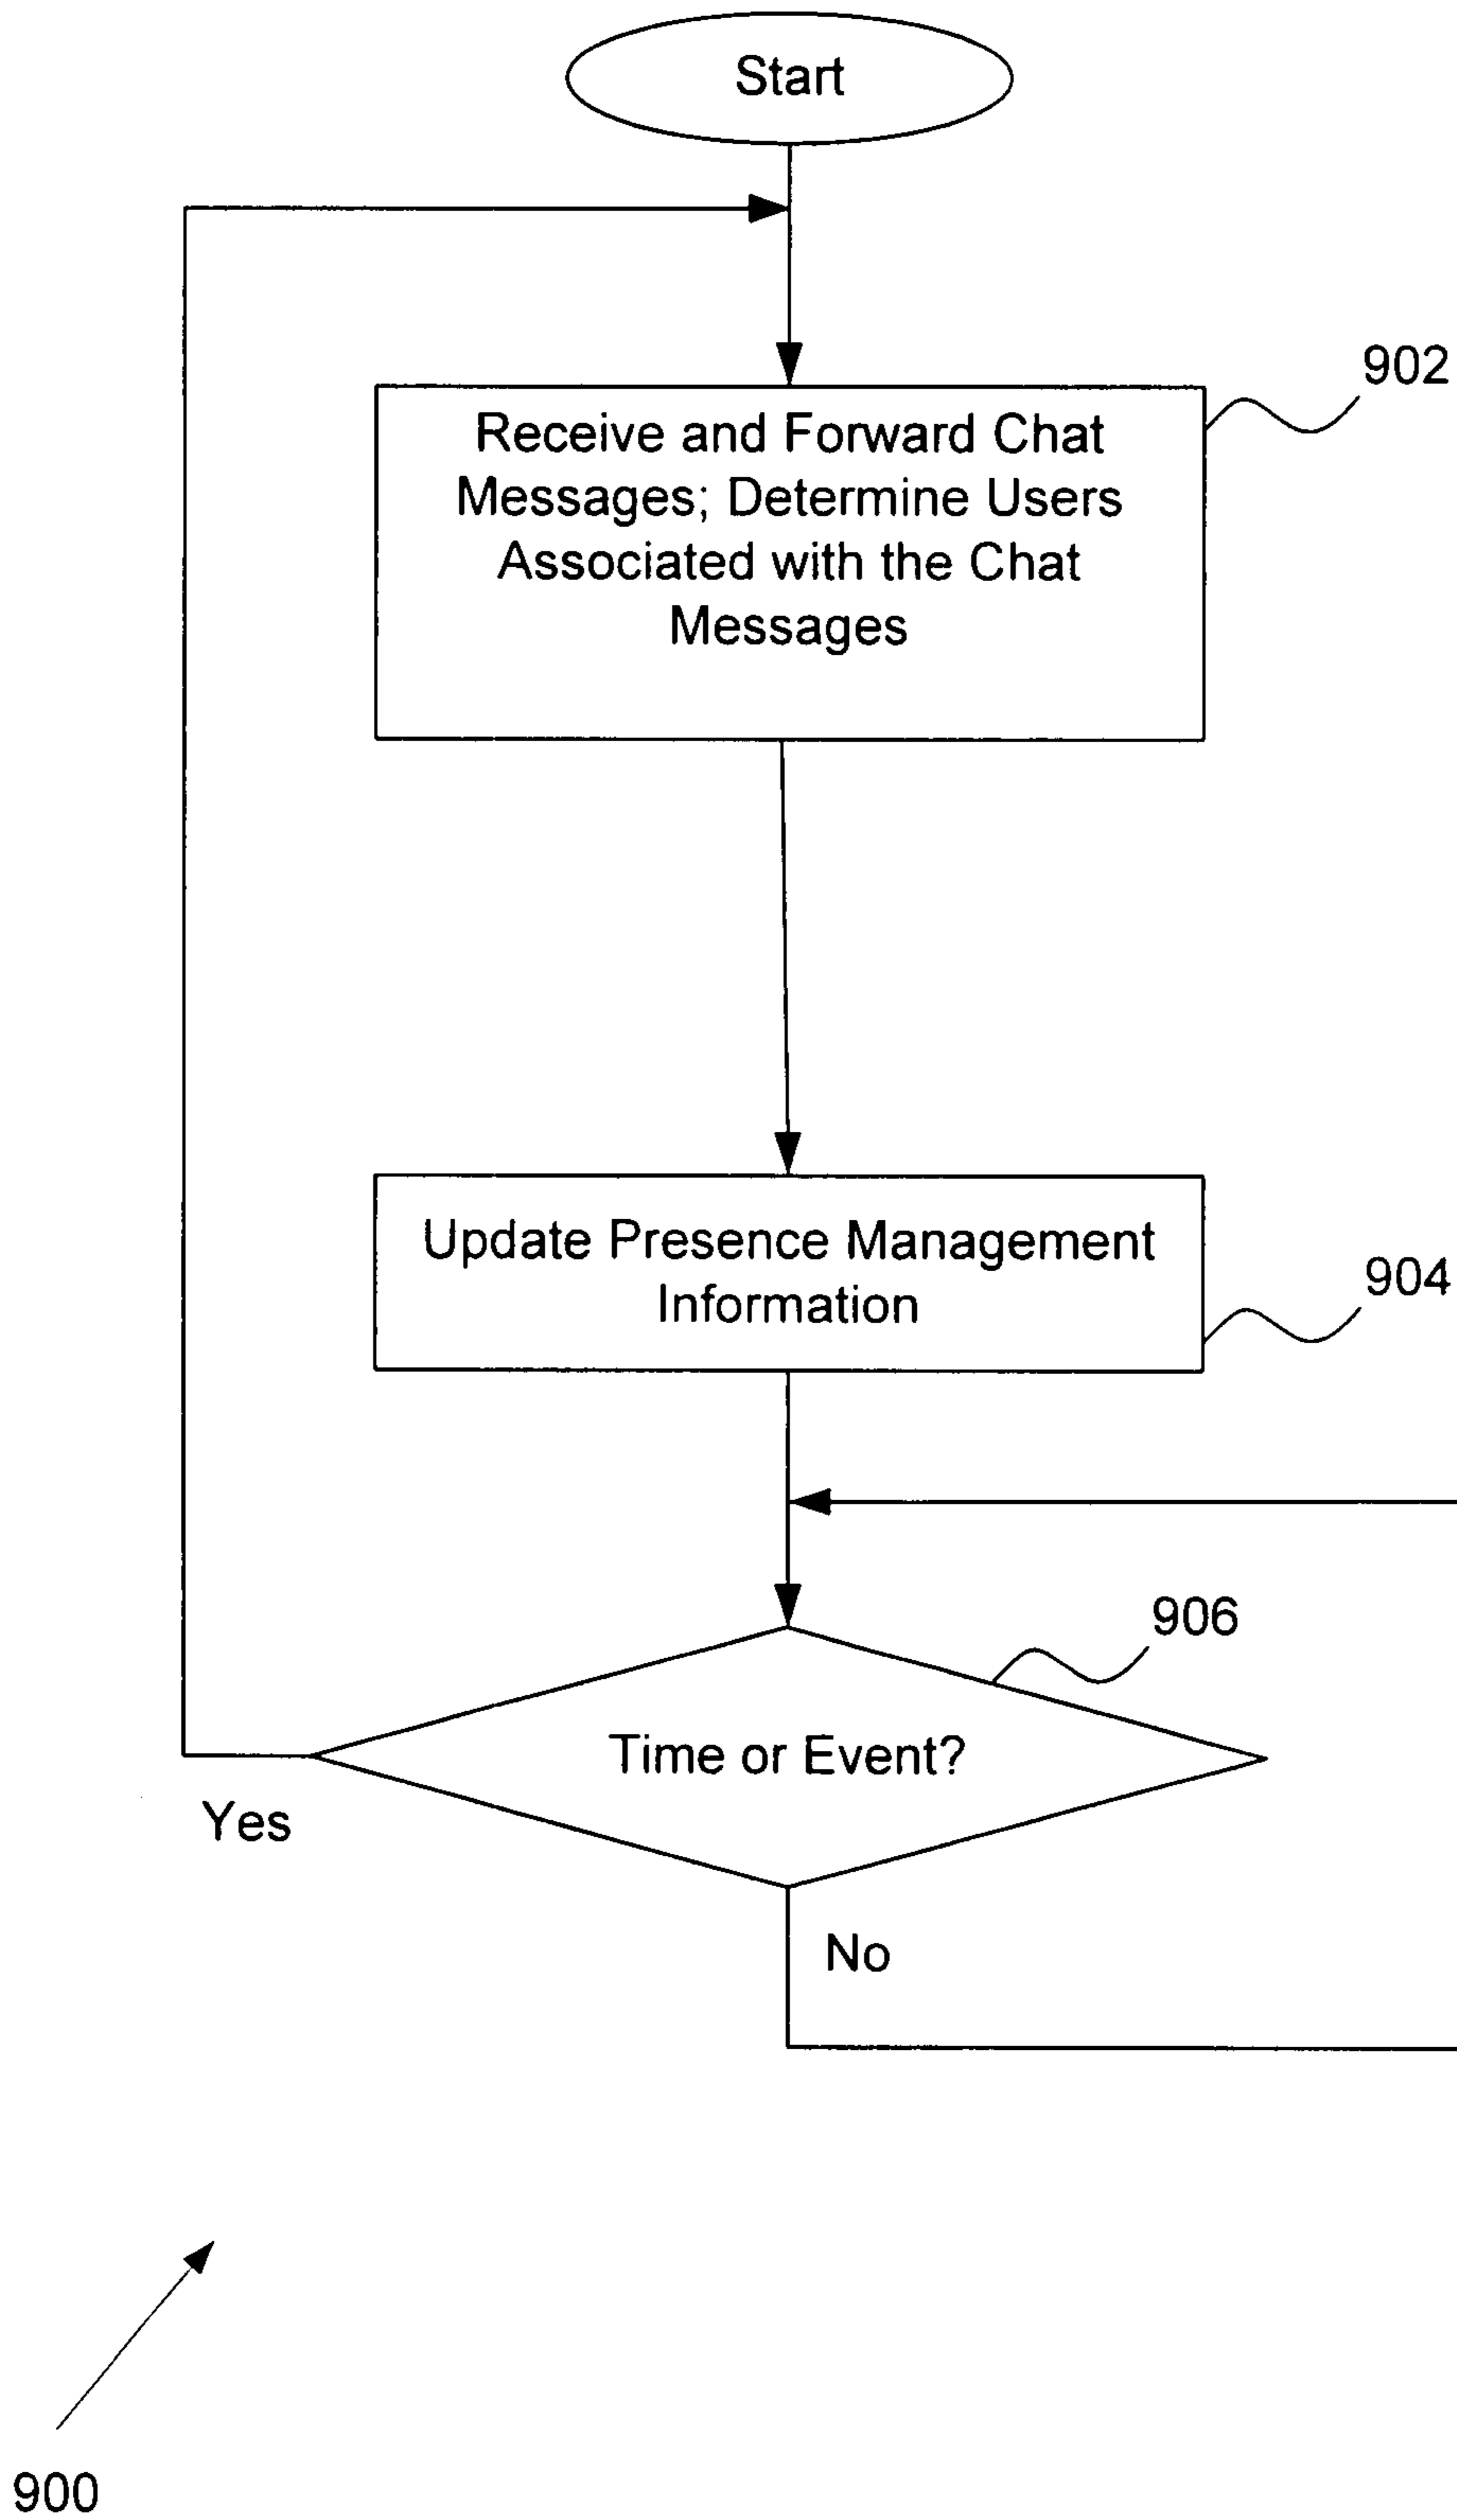 Start
902
Receive and Forward Chat
Messages; Determine Users
Associated with the Chat
Messages
Update Presence Management
Information
904
906
Time or Event?
Yes
No
900